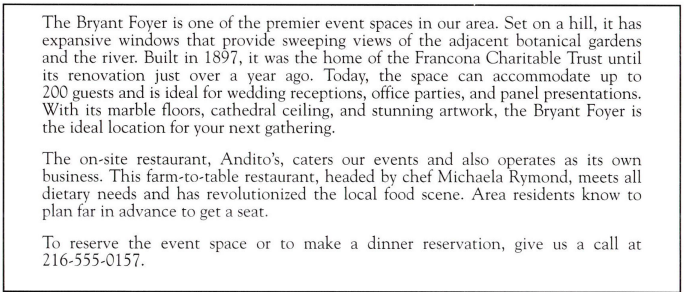 The Bryant Foyer is one of the premier event spaces in our area. Set on a hill, it has
expansive windows that provide sweeping views of the adjacent botanical gardens
and the river. Built in 1897, it was the home of the Francona Charitable Trust until
its renovation just over a year ago. Today, the space can accommodate up to
200 guests and is ideal for wedding receptions, office parties, and panel presentations.
With its marble floors, cathedral ceiling, and stunning artwork, the Bryant Foyer is
the ideal location for your next gathering.
The on-site restaurant, Andito's, caters our events and also operates as its own
business. This farm-to-table restaurant, headed by chef Michaela Rymond, meets all
dietary needs and has revolutionized the local food scene. Area residents know to
plan far in advance to get a seat.
To reserve the event space or to make a dinner reservation, give us a call at
216-555-0157.